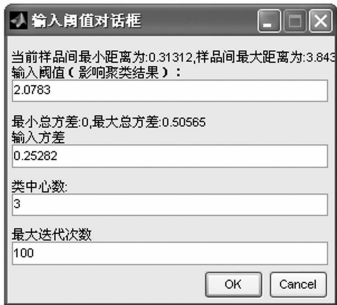 输入阈值对话框
当前样品间最小距离为:0.31312,样品间最大距离为:3.843
输入阈值(影响聚类结果):
2.0783
最小总方差:0,最大总方差:0.50565
输入方差
0.25282
类中心数:
3
最大迭代次数
100
OK Cancel